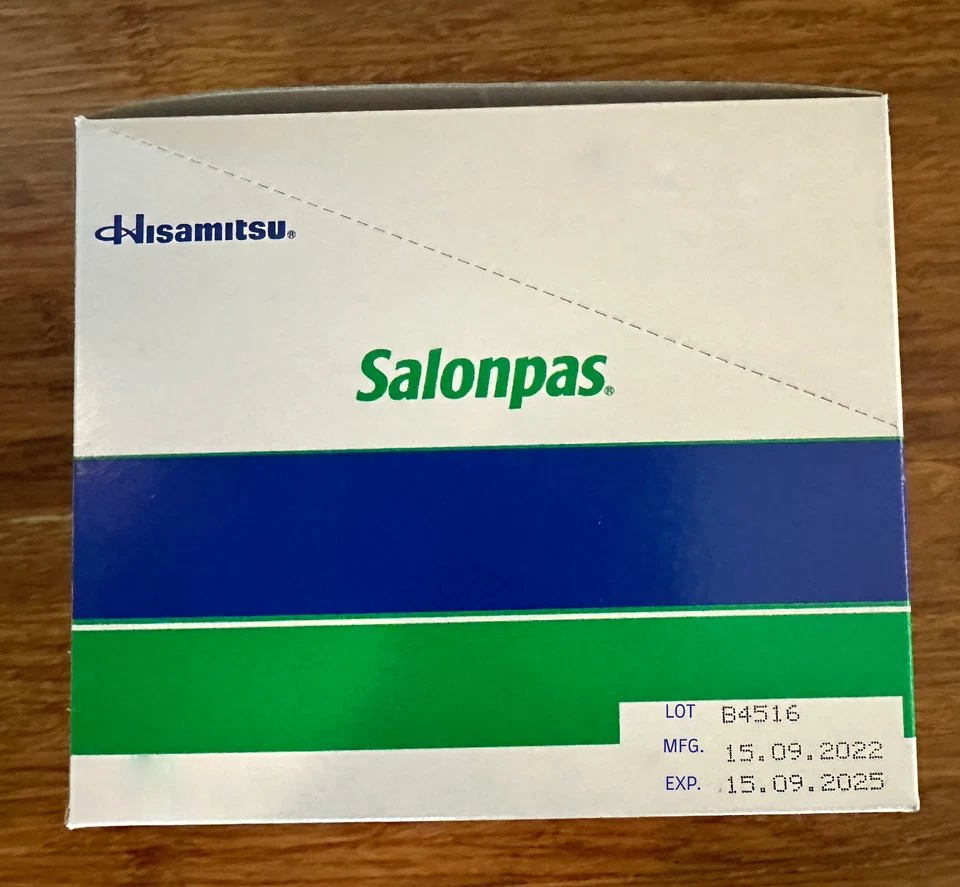 Hisamitsu®
Salonpas®
LOT B4516
MFG. 15.09.2022
EXP. 15.09.2025